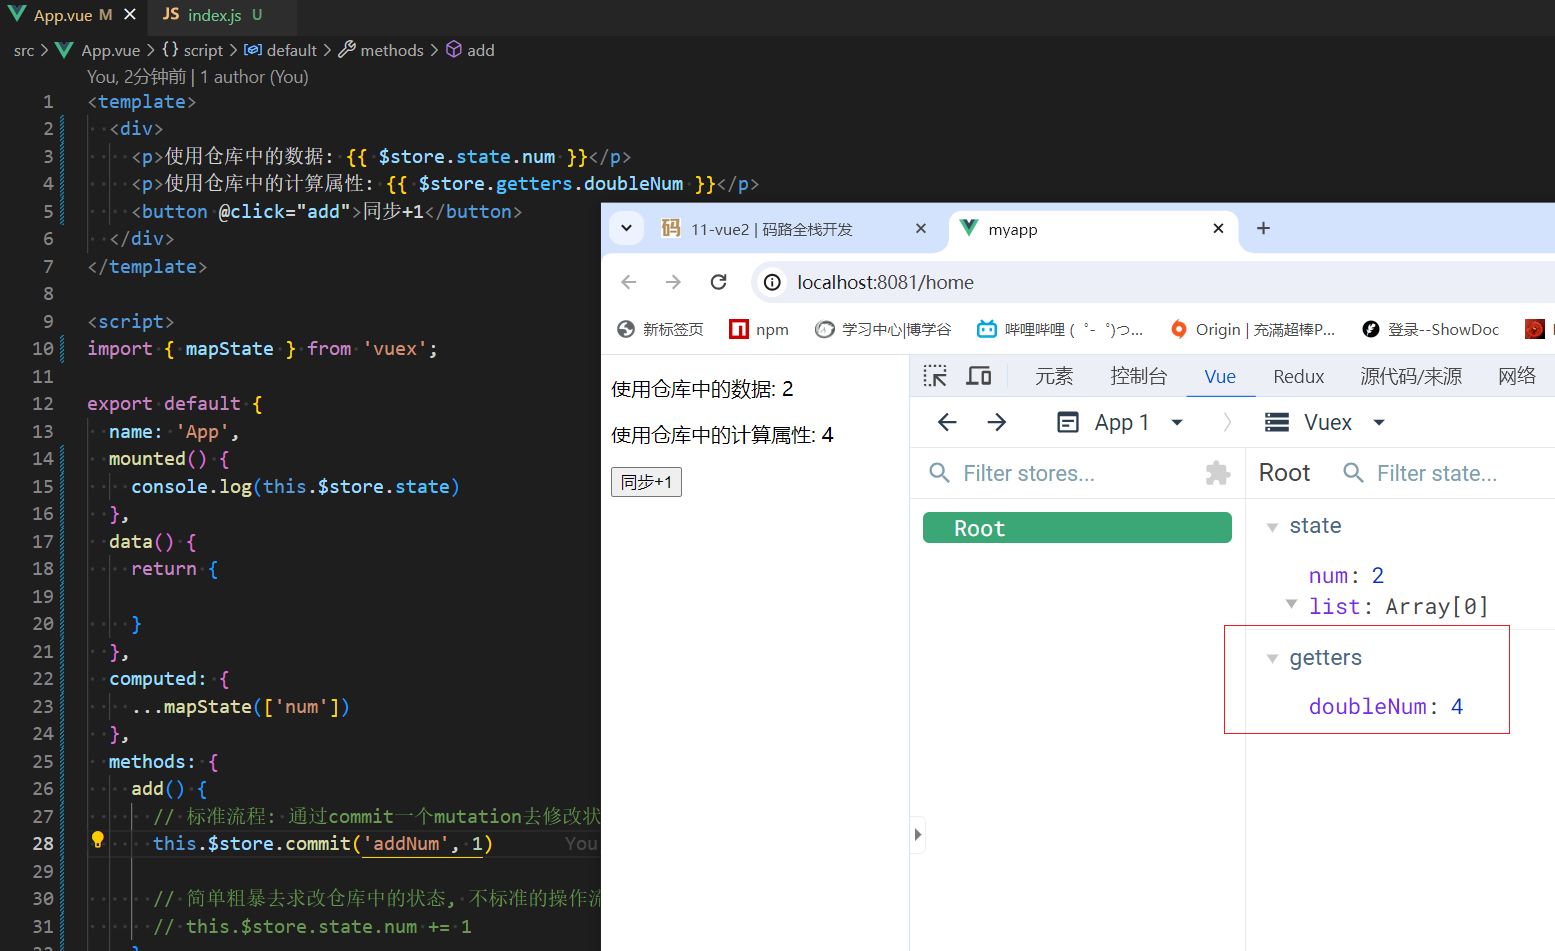 App.vue M
JS index.js U
src > App.vue > {} script > default > methods > add
You, 2分钟前 | 1 author (You)
1 <template>
2 <div>
3 <p>使用仓库中的数据: {{ $store.state.num }}</p>
4 <p>使用仓库中的计算属性: {{ $store.getters.doubleNum }}</p>
5 <button @click="add">同步+1</button>
6 </div>
7 </template>
8
9 <script>
10 import { mapState } from 'vuex';
11
12 export default {
13 name: 'App',
14 mounted() {
15 console.log(this.$store.state)
16 },
17 data() {
18 return {
19
20 }
21 },
22 computed: {
23 ...mapState(['num'])
24 },
25 methods: {
26 add() {
27 // 标准流程: 通过commit一个mutation去修改状
28 this.$store.commit('addNum', 1) You
29
30 // 简单粗暴去求改仓库中的状态, 不标准的操作流
31 // this.$store.state.num += 1
码 11-vue2 | 码路全栈开发
myapp
localhost:8081/home
新标签页
npm
学习中心|博学谷
哔哩哔哩 (゜-゜)つ...
Origin | 充满超棒P...
登录--ShowDoc
使用仓库中的数据: 2
使用仓库中的计算属性: 4
同步+1
元素 控制台 Vue Redux 源代码/来源 网络
App 1 Vuex
Filter stores...
Root
Root Filter state...
state
num: 2
list: Array[0]
getters
doubleNum: 4